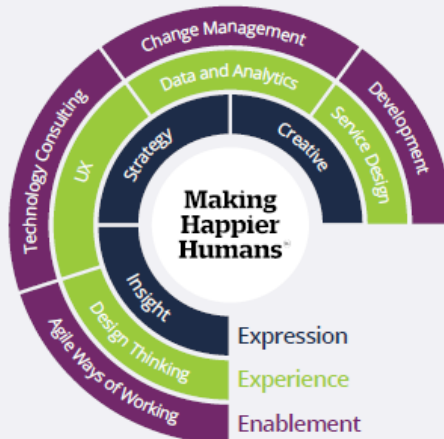 Change Management
Development
Technology Consulting
Agile Ways of Working
Data and Analytics
Service Design
UX
Design Thinking
Strategy
Creative
Insight
Making
Happier
Humans
Expression
Experience
Enablement